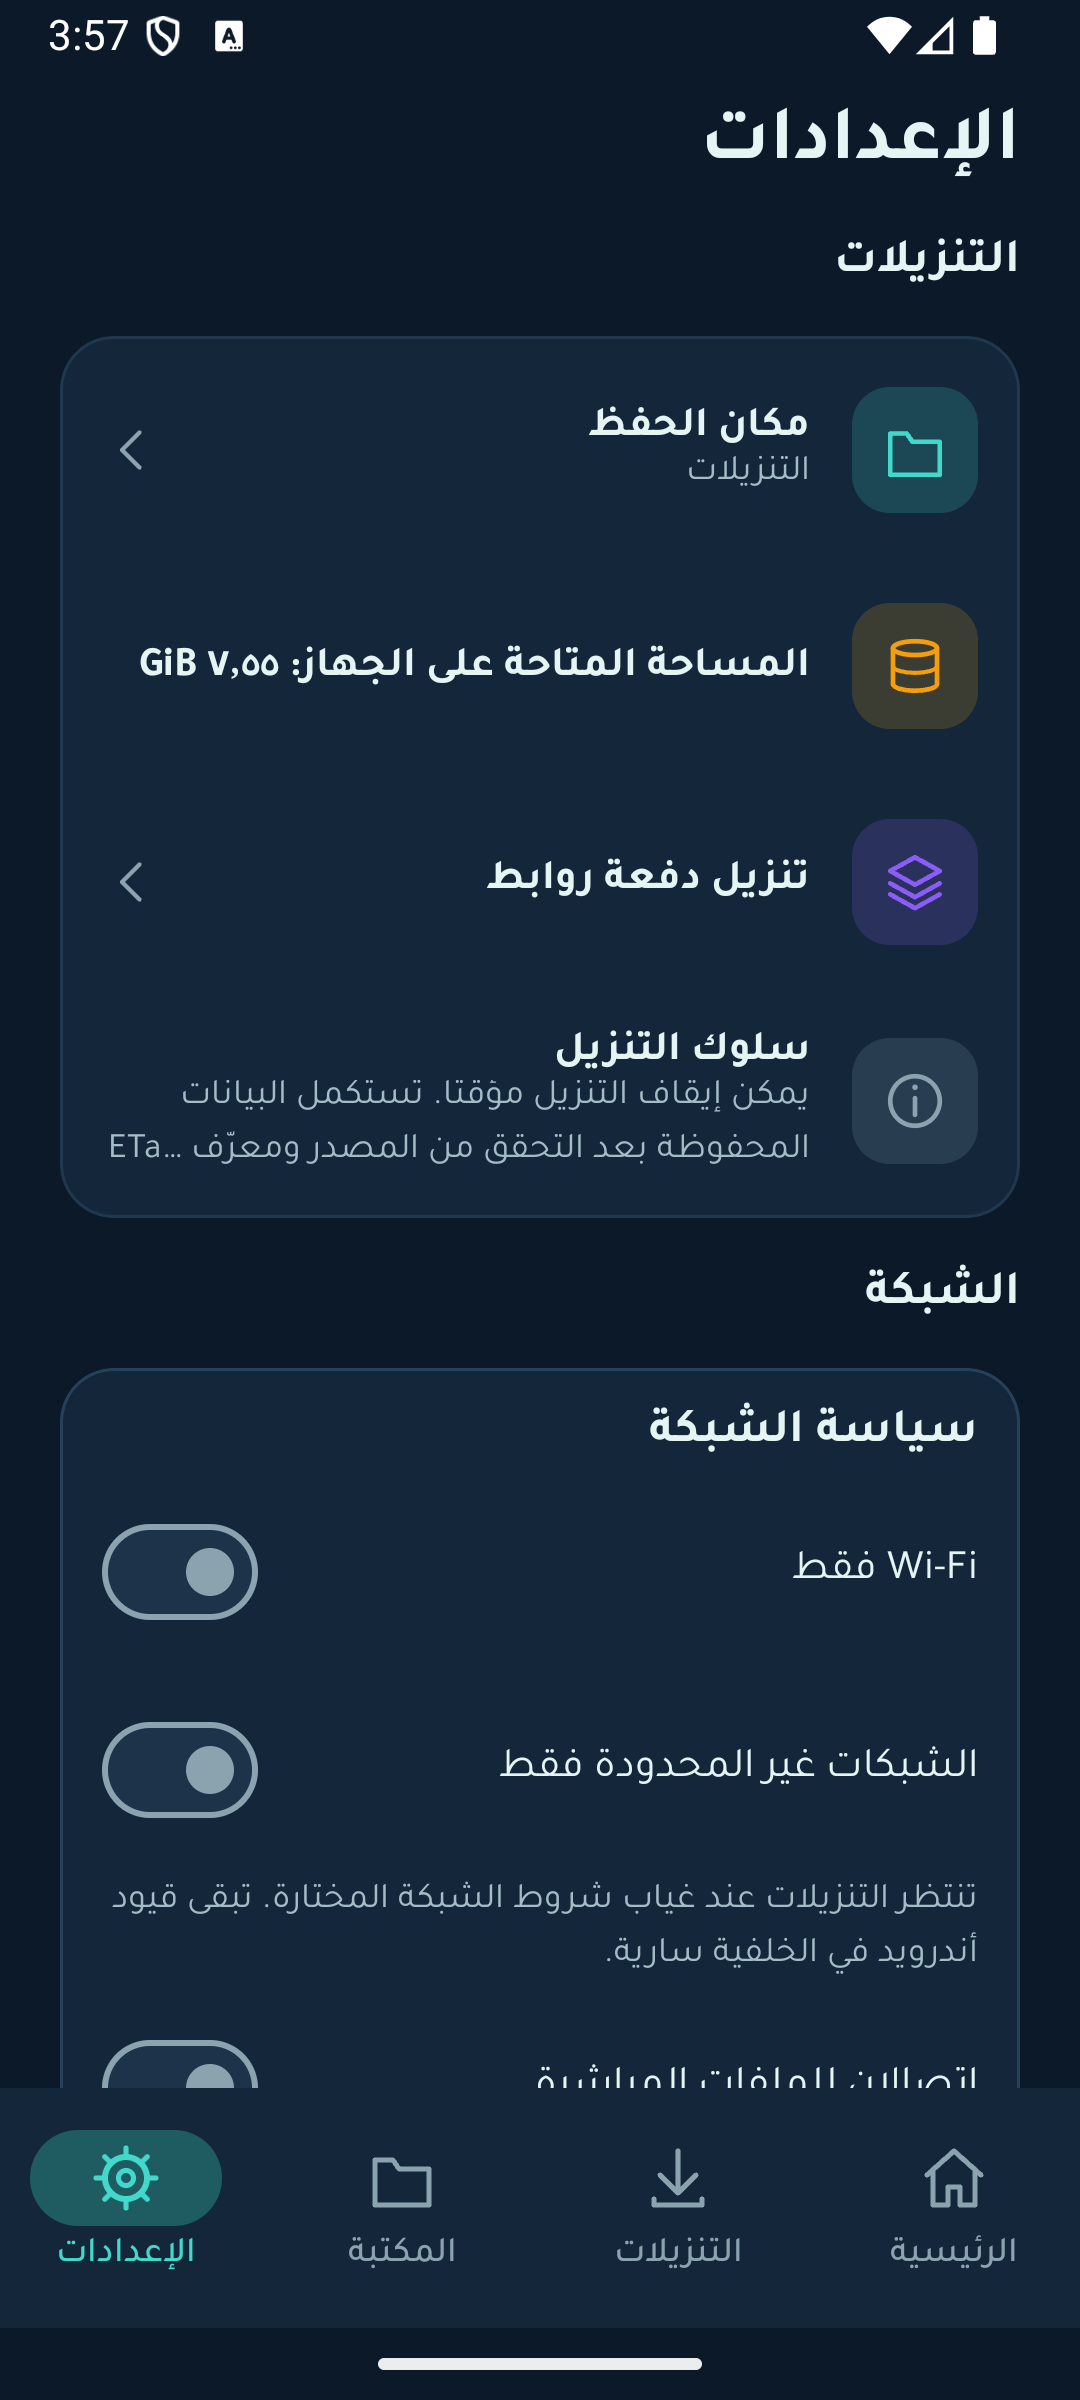 3:57
الإعدادات
التنزيلات
مكان الحفظ
التنزيلات
المساحة المتاحة على الجهاز: ٧,٥٥ GiB
تنزيل دفعة روابط
سلوك التنزيل
يمكن إيقاف التنزيل مؤقتا. تستكمل البيانات
المحفوظة بعد التحقق من المصدر ومعرّف ETa...
الشبكة
سياسة الشبكة
Wi-Fi فقط
الشبكات غير المحدودة فقط
تنتظر التنزيلات عند غياب شروط الشبكة المختارة. تبقى قيود
أندرويد في الخلفية سارية.
اتصالان للملفات المباشرة
الرئيسية
التنزيلات
المكتبة
الإعدادات